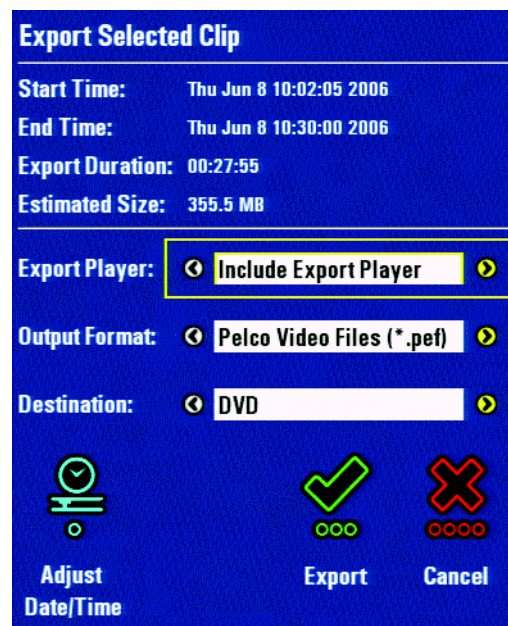 Export Selected Clip
Start Time: Thu Jun 8 10:02:05 2006
End Time: Thu Jun 8 10:30:00 2006
Export Duration: 00:27:55
Estimated Size: 355.5 MB
Export Player: Include Export Player
Output Format: Pelco Video Files (*.pef)
Destination: DVD
Adjust Date/Time
Export
Cancel